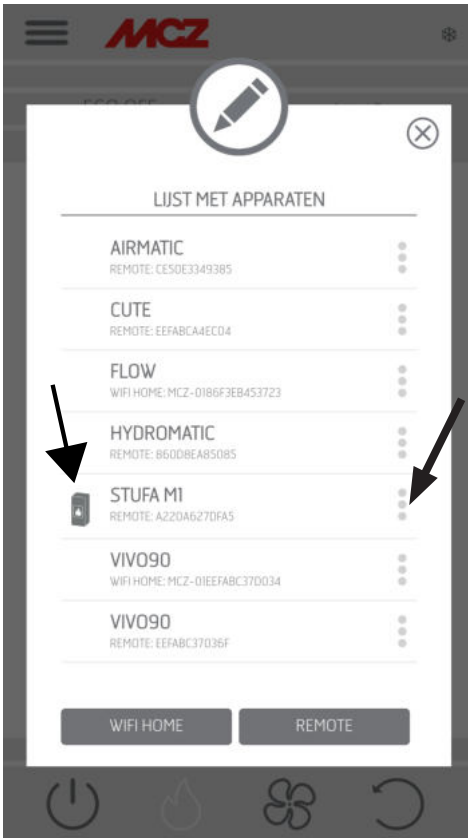 MCZ
LIJST MET APPARATEN
AIRMATIC
REMOTE: CE50E3349385
CUTE
REMOTE: EEFABCA4EC04
FLOW
WIFI HOME: MCZ-0186F3EB453723
HYDROMATIC
REMOTE: 860D8EA85085
STUFA M1
REMOTE: A220A627DFA5
VIVO90
WIFI HOME: MCZ-01EEFABC37D034
VIVO90
REMOTE: EEFABC37036F
WIFI HOME
REMOTE